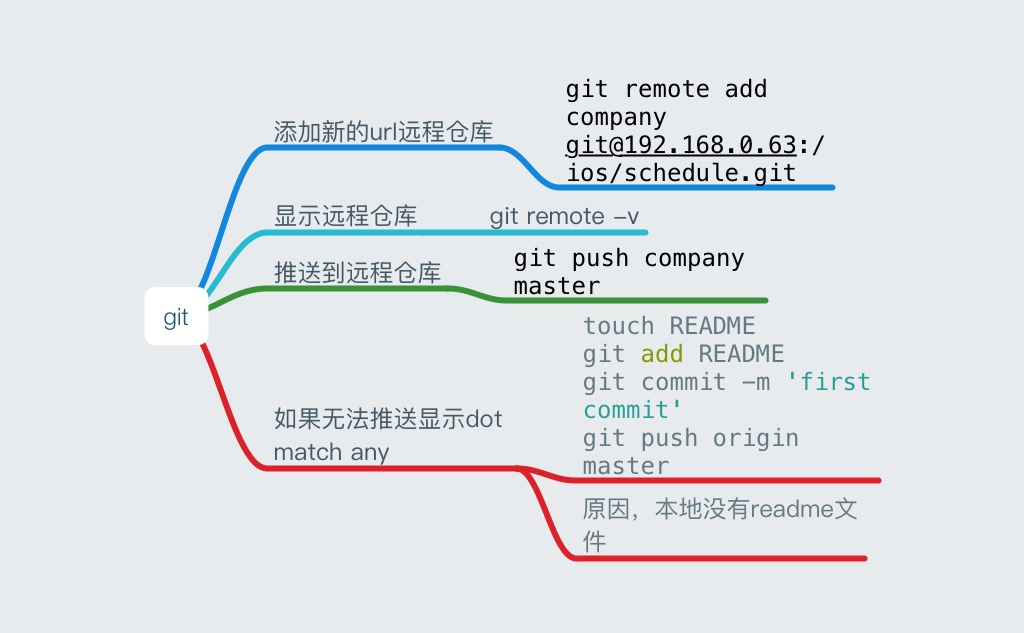 git
添加新的url远程仓库
git remote add
company
git@192.168.0.63:/
ios/schedule.git
显示远程仓库
git remote -v
推送到远程仓库
git push company
master
如果无法推送显示dot
match any
touch README
git add README
git commit -m 'first
commit'
git push origin
master
原因，本地没有readme文
件